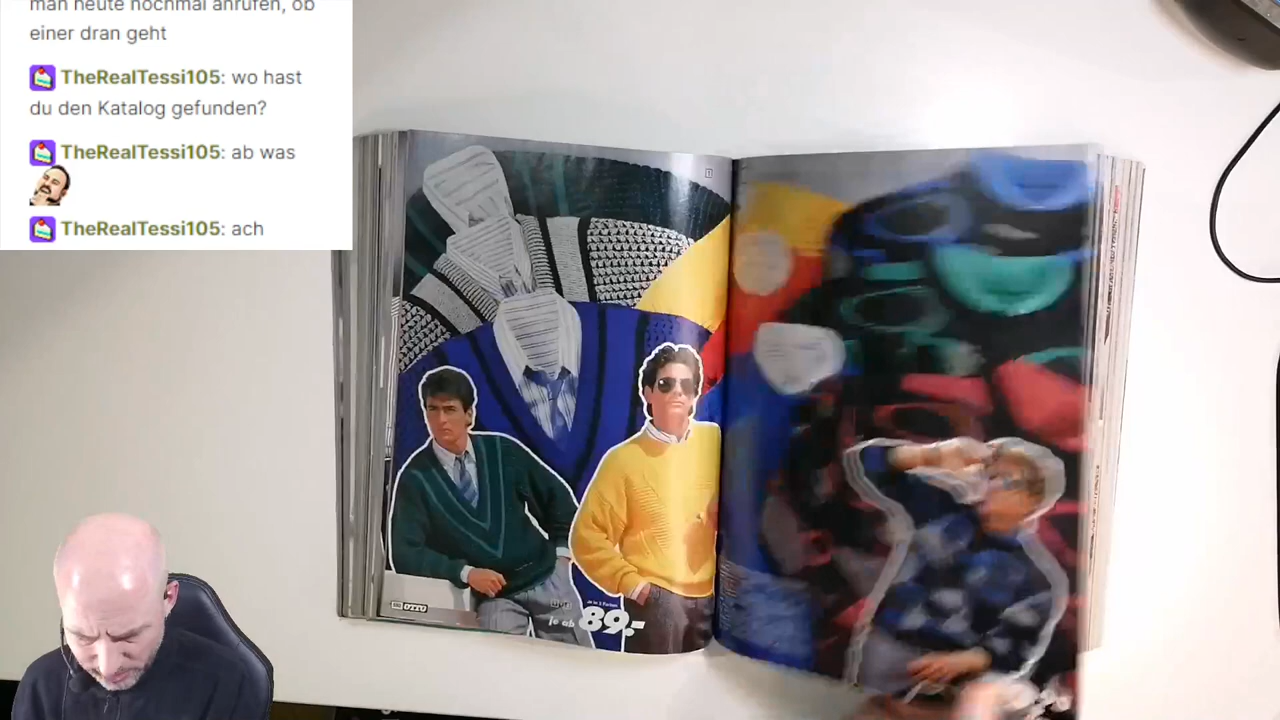 man heute nochmal anrufen, ob
einer dran geht
TheRealTessi105: wo hast
du den Katalog gefunden?
TheRealTessi105: ab was
TheRealTessi105: ach
OTTO
je ab 89.-